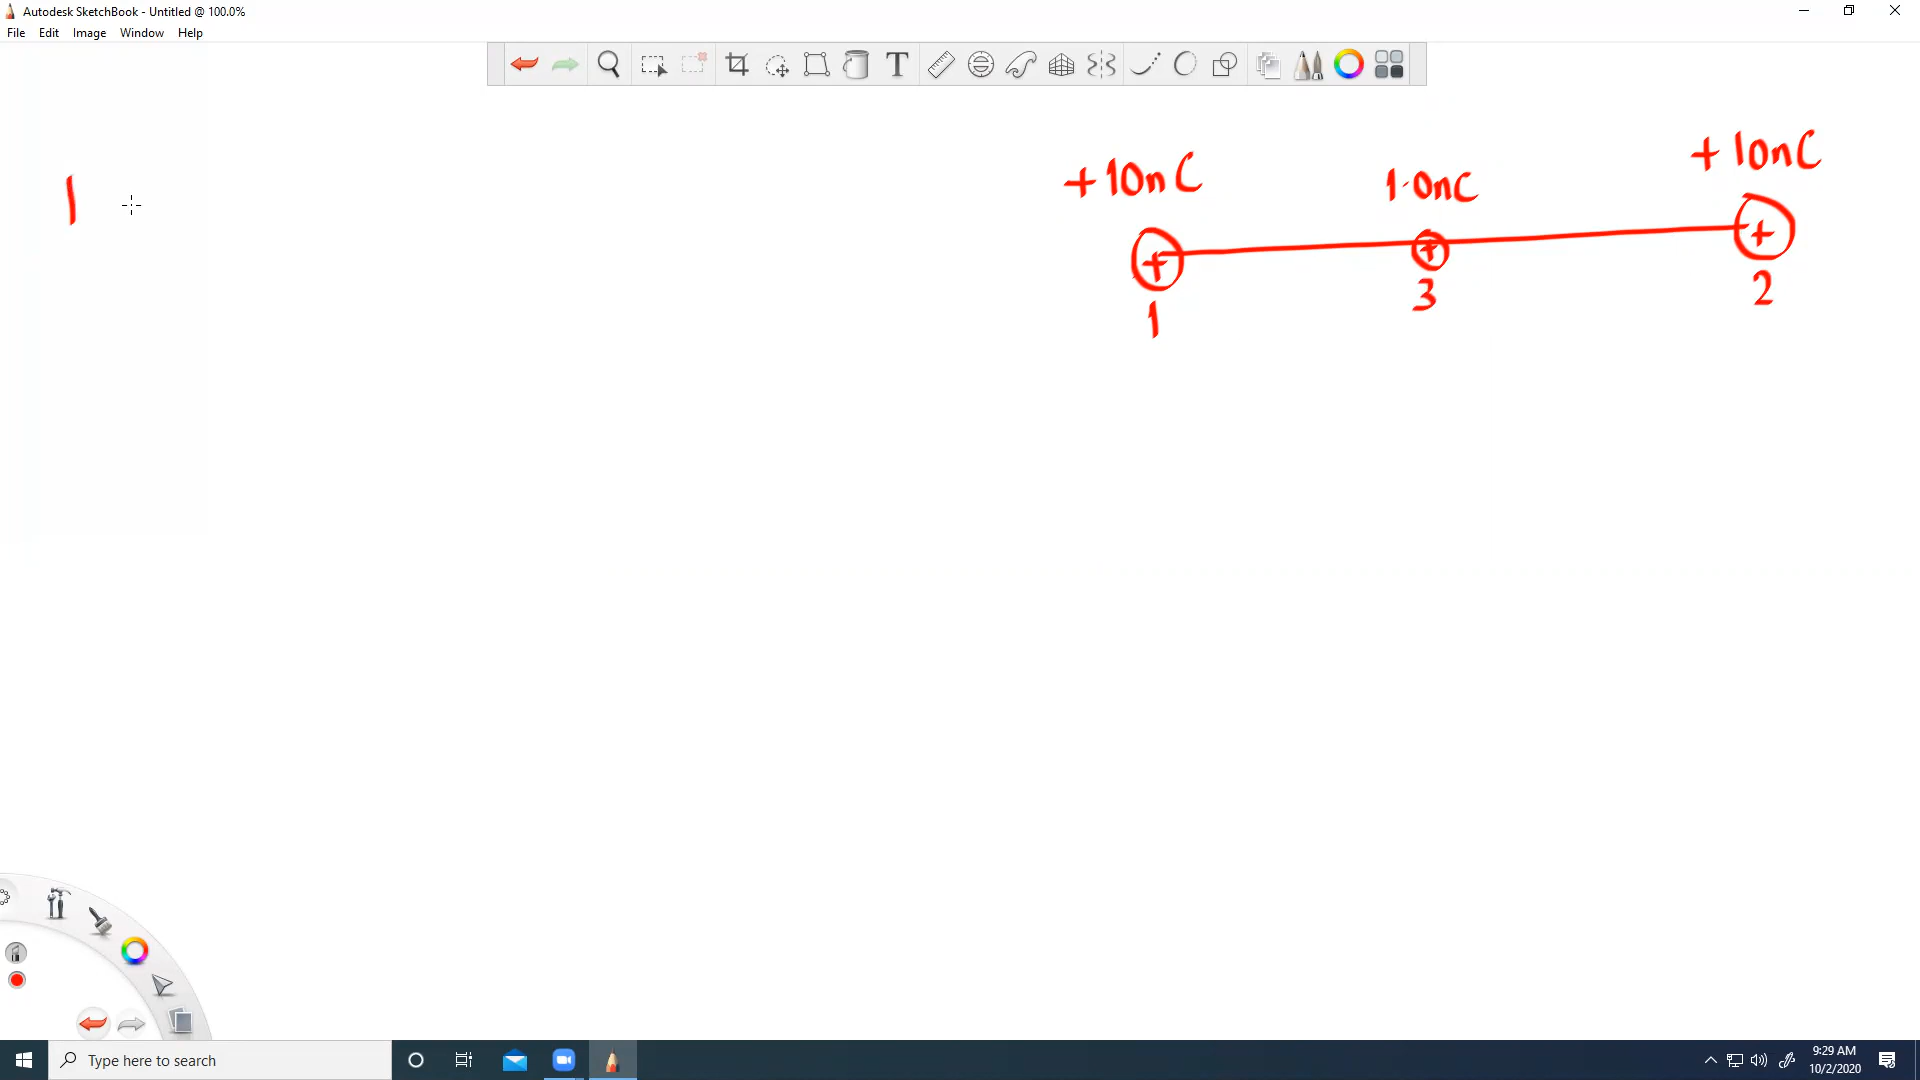 Autodesk SketchBook - Untitled @ 100.0%
File Edit Image Window Help
T
+10nC
1·0nC
+10nC
1
+
+
+
1
3
2
Type here to search
9:29 AM
10/2/2020